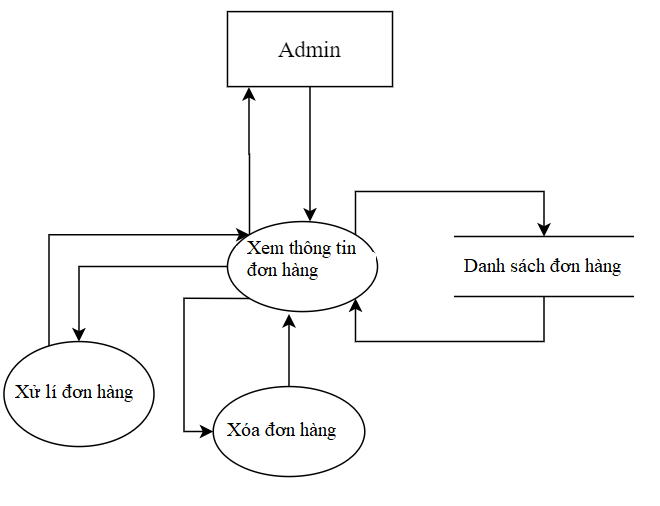 Admin
Xem thông tin
đơn hàng
Danh sách đơn hàng
Xử lí đơn hàng
Xóa đơn hàng